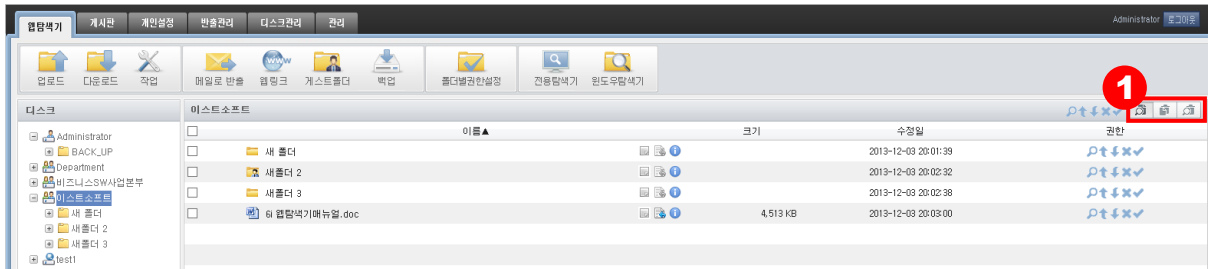 웹탐색기 게시판 개인설정 반출관리 디스크관리 관리 Administrator 로그아웃
업로드 다운로드 작업 메일로 반출 웹링크 게스트폴더 백업 폴더별권한설정 전용탐색기 윈도우탐색기
1
디스크 이스트소프트
이름▲ 크기 수정일 권한
Administrator
BACK_UP
Department
비즈니스SW사업본부
이스트소프트
새 폴더
새폴더 2
새폴더 3
test1
새 폴더 2013-12-03 20:01:39
새폴더 2 2013-12-03 20:02:32
새폴더 3 2013-12-03 20:02:38
6i 웹탐색기매뉴얼.doc 4,513 KB 2013-12-03 20:03:00